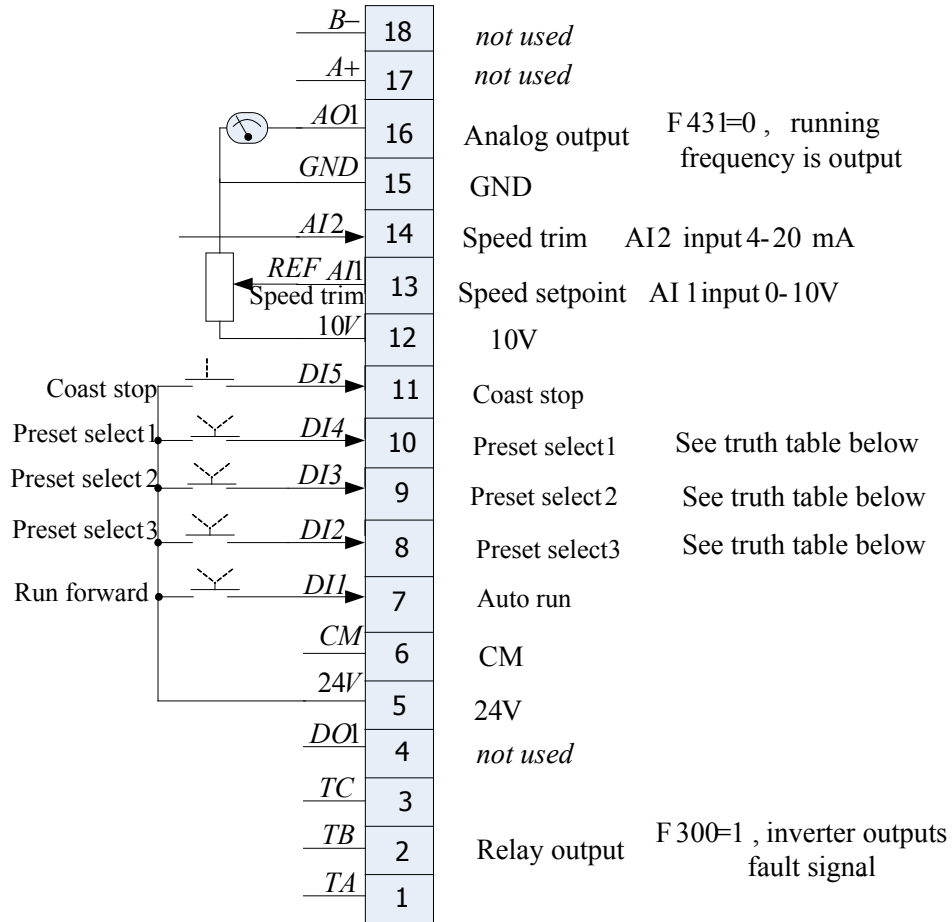 B– 18 not used
A+ 17 not used
AO1 16 Analog output F431=0 , running
frequency is output
GND 15 GND
AI2 14 Speed trim AI2 input 4-20 mA
REF AI1 13 Speed setpoint AI 1input 0-10V
Speed trim
10V 12 10V
Coast stop DI5 11 Coast stop
Preset select1 DI4 10 Preset select1 See truth table below
Preset select2 DI3 9 Preset select2 See truth table below
Preset select3 DI2 8 Preset select3 See truth table below
Run forward DI1 7 Auto run
CM 6 CM
24V 5 24V
DO1 4 not used
TC 3
TB 2 Relay output F300=1 , inverter outputs
fault signal
TA 1